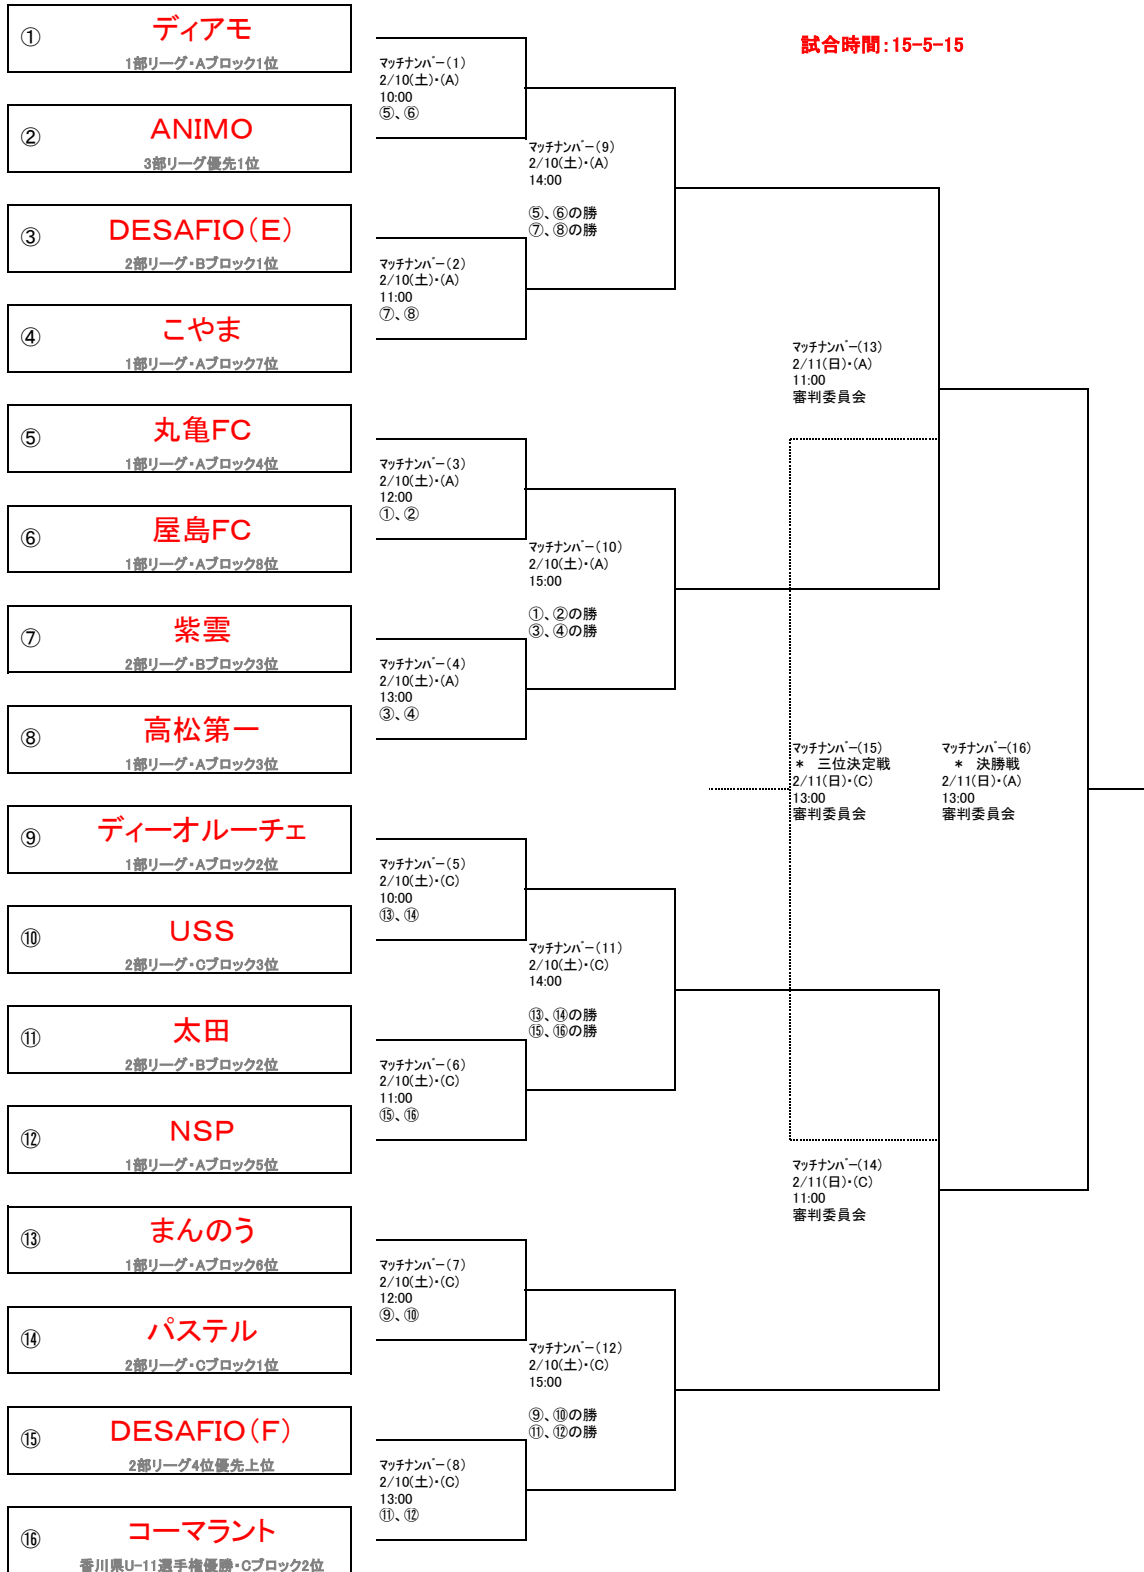 試合時間:15-5-15
① ディアモ
1部リーグ・Aブロック1位
② ANIMO
3部リーグ優先1位
③ DESAFIO(E)
2部リーグ・Bブロック1位
④ こやま
1部リーグ・Aブロック7位
⑤ 丸亀FC
1部リーグ・Aブロック4位
⑥ 屋島FC
1部リーグ・Aブロック8位
⑦ 紫雲
2部リーグ・Bブロック3位
⑧ 高松第一
1部リーグ・Aブロック3位
⑨ ディーオルーチェ
1部リーグ・Aブロック2位
⑩ USS
2部リーグ・Cブロック3位
⑪ 太田
2部リーグ・Bブロック2位
⑫ NSP
1部リーグ・Aブロック5位
⑬ まんのう
1部リーグ・Aブロック6位
⑭ パステル
2部リーグ・Cブロック1位
⑮ DESAFIO(F)
2部リーグ4位優先上位
⑯ コーマラント
香川県U-11選手権優勝・Cブロック2位
マッチナンバー(1)
2/10(土)・(A)
10:00
⑤、⑥
マッチナンバー(2)
2/10(土)・(A)
11:00
⑦、⑧
マッチナンバー(3)
2/10(土)・(A)
12:00
①、②
マッチナンバー(4)
2/10(土)・(A)
13:00
③、④
マッチナンバー(5)
2/10(土)・(C)
10:00
⑬、⑭
マッチナンバー(6)
2/10(土)・(C)
11:00
⑮、⑯
マッチナンバー(7)
2/10(土)・(C)
12:00
⑨、⑩
マッチナンバー(8)
2/10(土)・(C)
13:00
⑪、⑫
マッチナンバー(9)
2/10(土)・(A)
14:00
⑤、⑥の勝
⑦、⑧の勝
マッチナンバー(10)
2/10(土)・(A)
15:00
①、②の勝
③、④の勝
マッチナンバー(11)
2/10(土)・(C)
14:00
⑬、⑭の勝
⑮、⑯の勝
マッチナンバー(12)
2/10(土)・(C)
15:00
⑨、⑩の勝
⑪、⑫の勝
マッチナンバー(13)
2/11(日)・(A)
11:00
審判委員会
マッチナンバー(14)
2/11(日)・(C)
11:00
審判委員会
マッチナンバー(15)
* 三位決定戦
2/11(日)・(C)
13:00
審判委員会
マッチナンバー(16)
* 決勝戦
2/11(日)・(A)
13:00
審判委員会